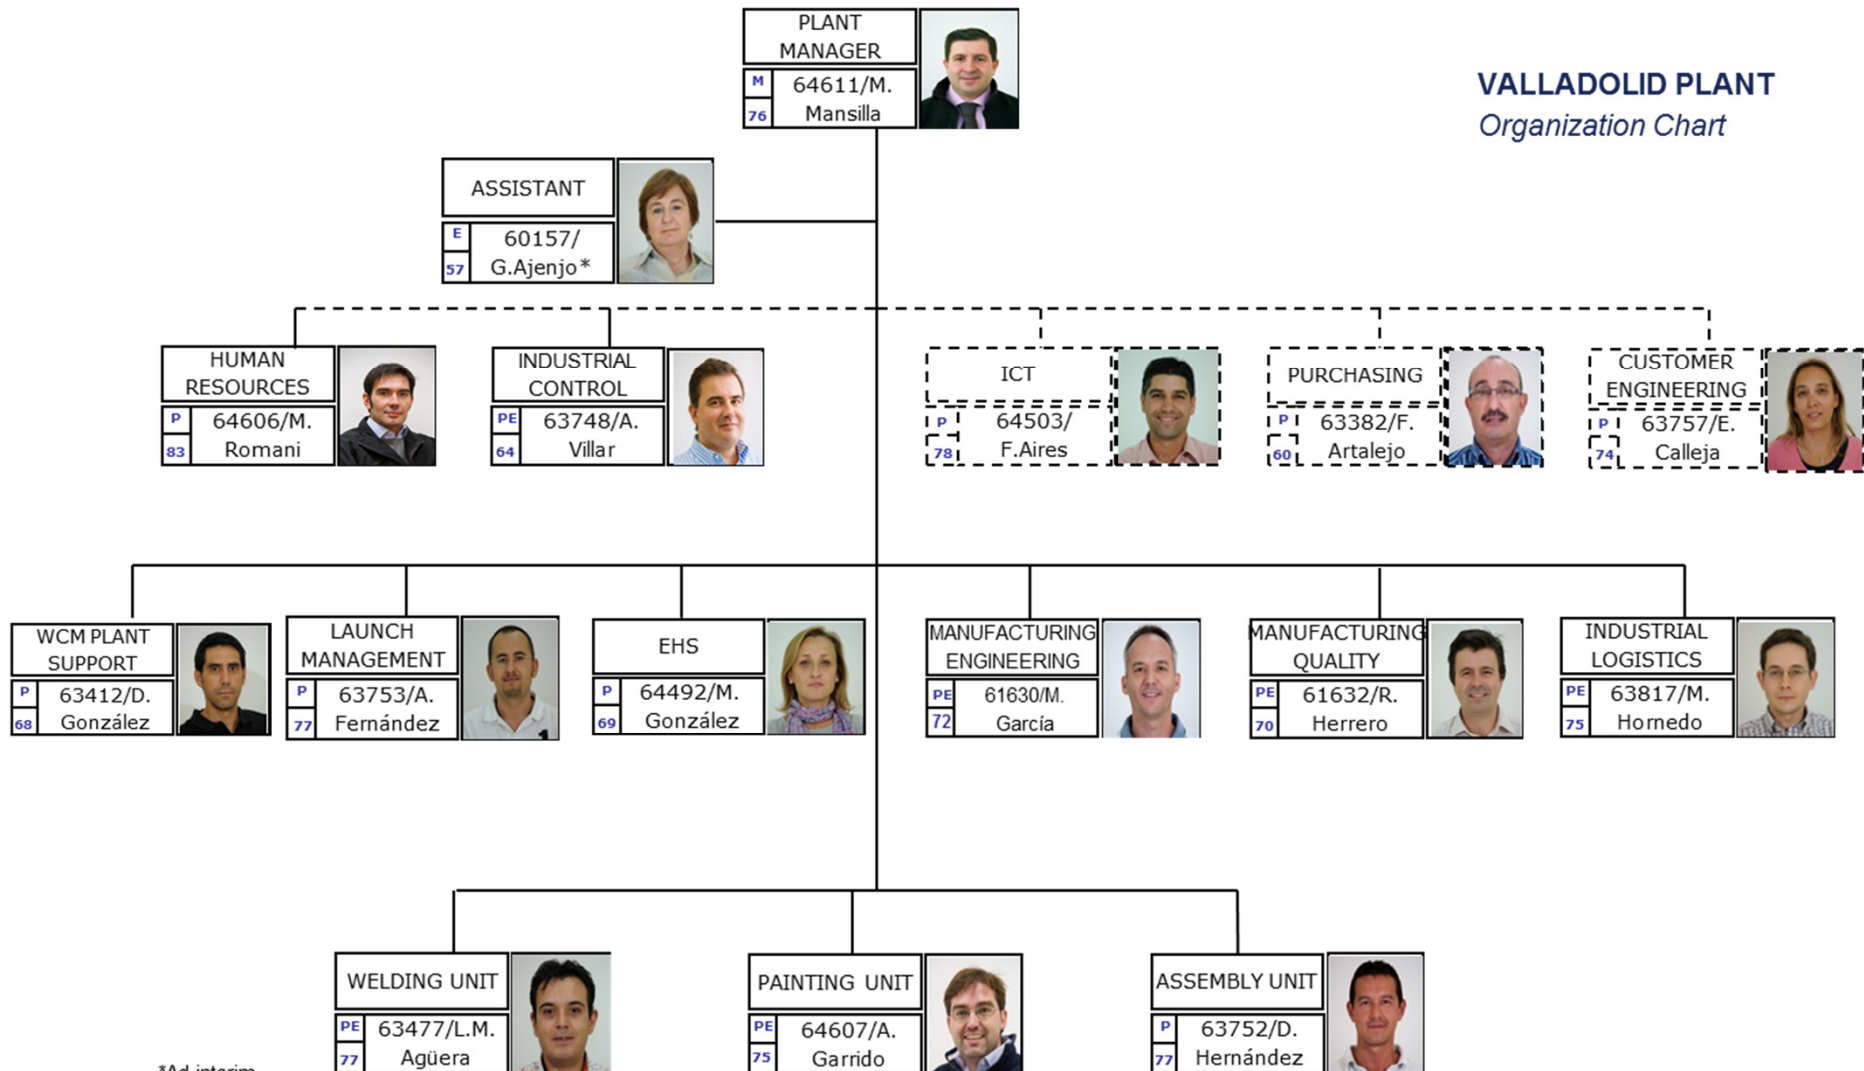 PLANT
MANAGER
M
64611/M.
76
Mansilla
VALLADOLID PLANT
Organization Chart
ASSISTANT
E
60157/
57
G.Ajenjo*
HUMAN
RESOURCES
P
64606/M.
83
Romani
INDUSTRIAL
CONTROL
PE
63748/A.
64
Villar
ICT
P
64503/
78
F.Aires
PURCHASING
P
63382/F.
60
Artalejo
CUSTOMER
ENGINEERING
P
63757/E.
74
Calleja
WCM PLANT
SUPPORT
P
63412/D.
68
González
LAUNCH
MANAGEMENT
P
63753/A.
77
Fernández
EHS
P
64492/M.
69
González
MANUFACTURING
ENGINEERING
PE
61630/M.
72
García
MANUFACTURING
QUALITY
PE
61632/R.
70
Herrero
INDUSTRIAL
LOGISTICS
PE
63817/M.
75
Hornedo
WELDING UNIT
PE
63477/L.M.
77
Agüera
PAINTING UNIT
PE
64607/A.
75
Garrido
ASSEMBLY UNIT
P
63752/D.
77
Hernández
*Ad interim